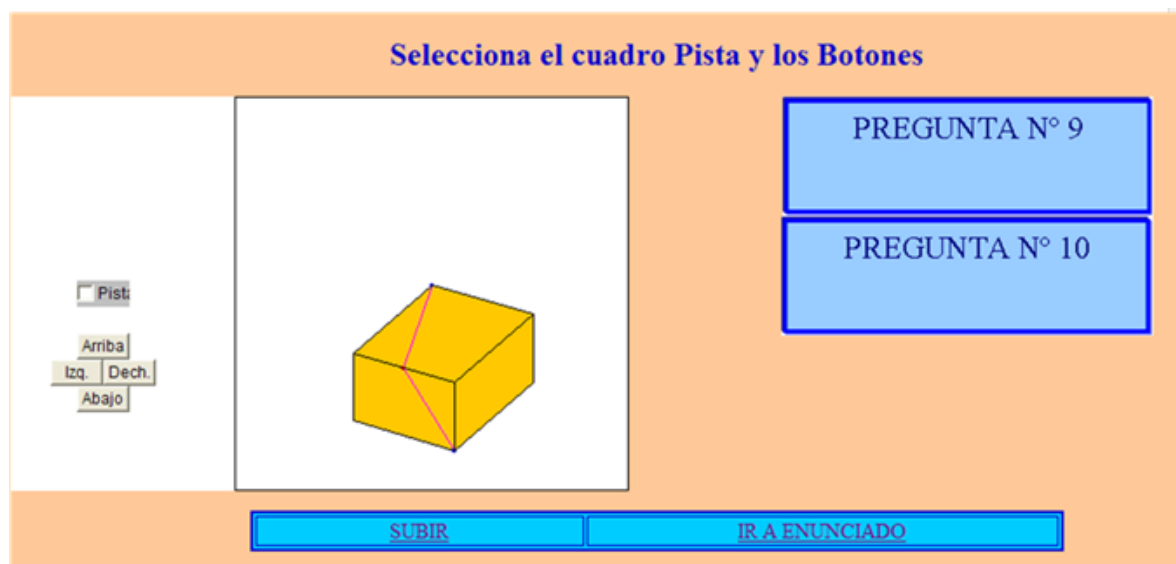 Selecciona el cuadro Pista y los Botones
PREGUNTA N° 9
PREGUNTA N° 10
Pista
Arriba
Izq. Dech.
Abajo
SUBIR
IR A ENUNCIADO